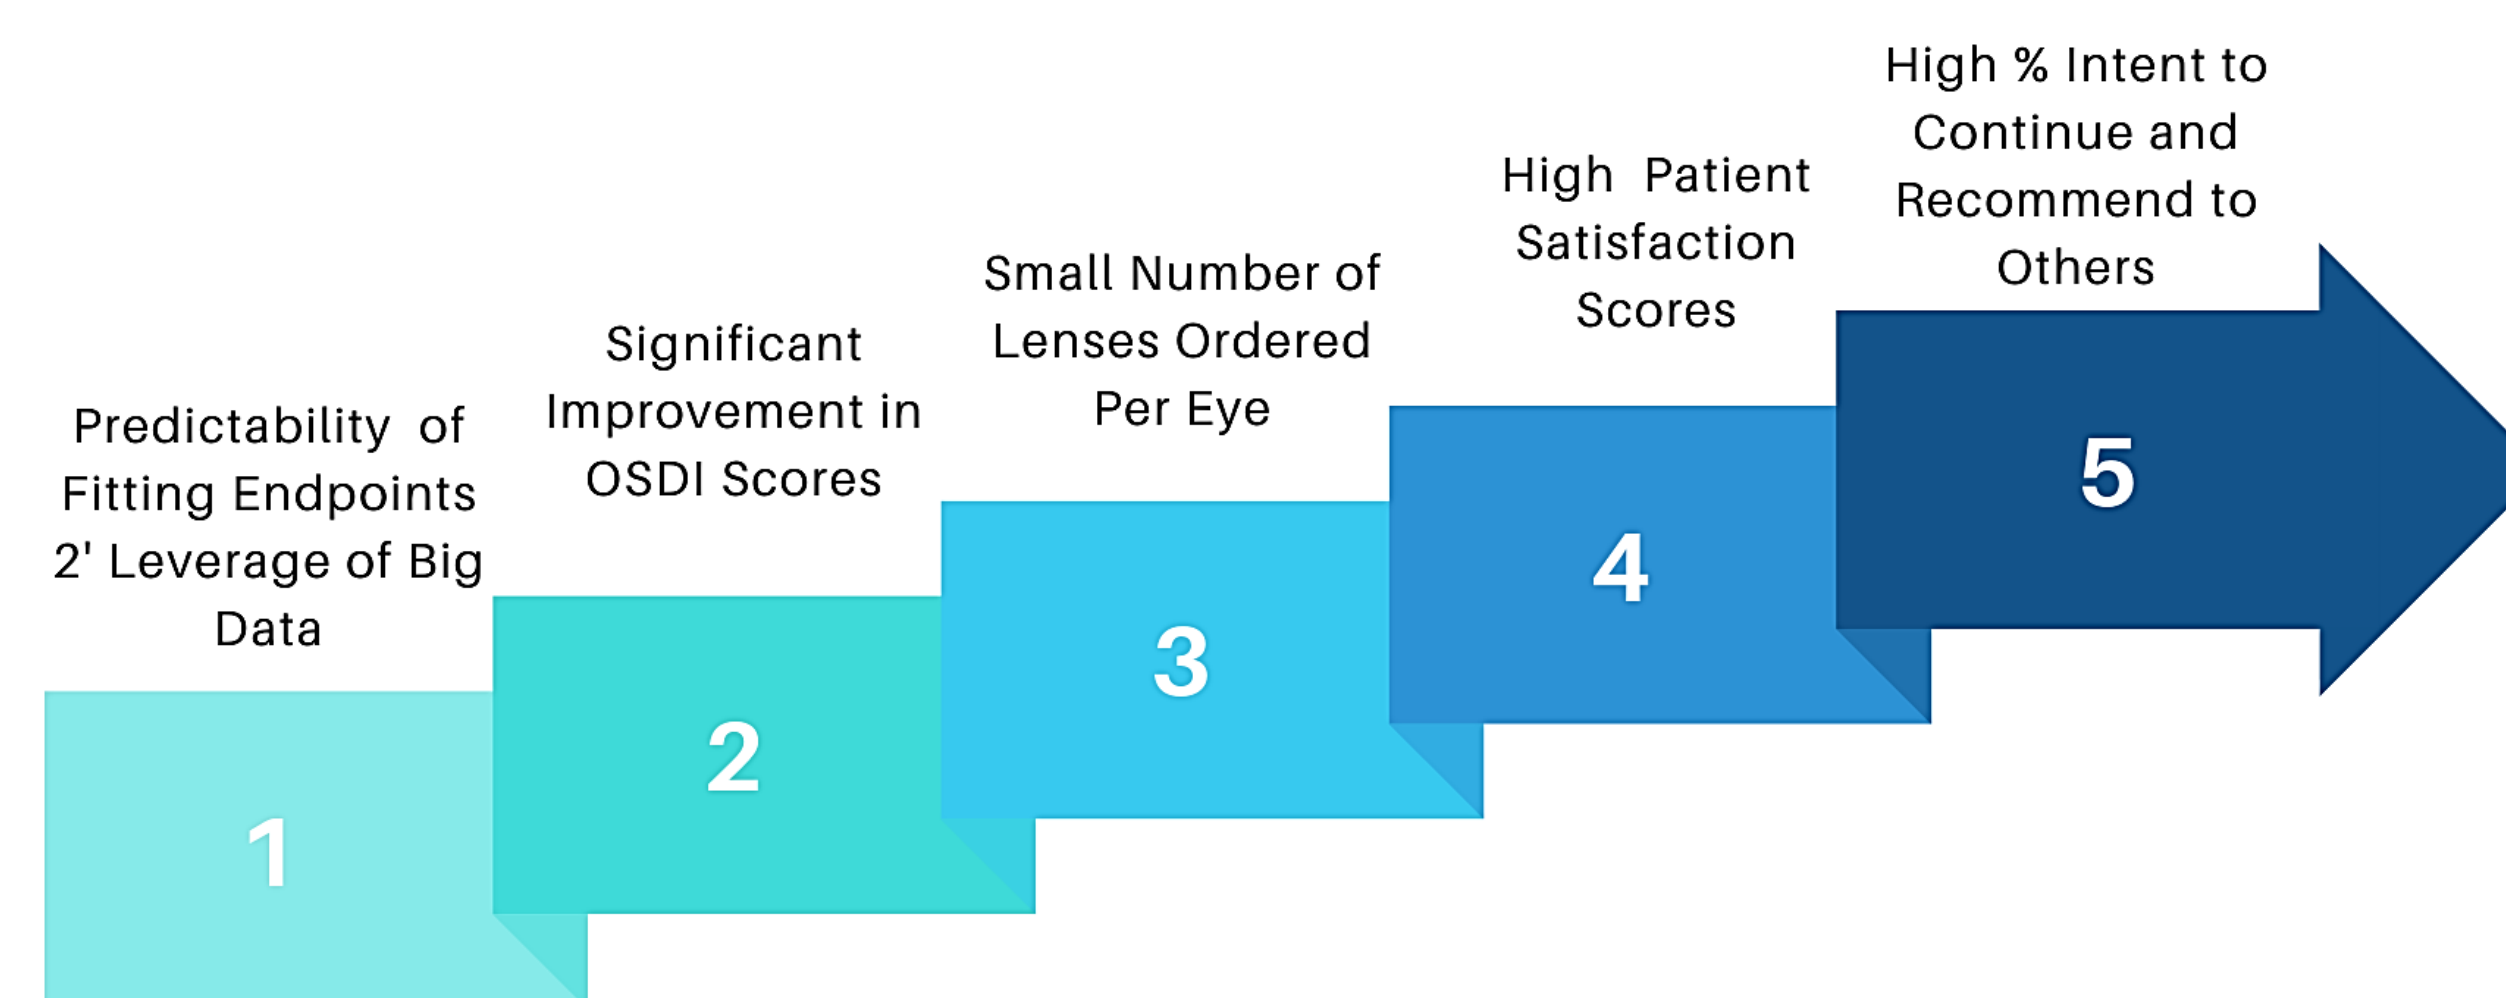 Predictability of
Fitting Endpoints
2' Leverage of Big
Data
1
Significant
Improvement in
OSDI Scores
2
Small Number of
Lenses Ordered
Per Eye
3
High Patient
Satisfaction
Scores
4
High % Intent to
Continue and
Recommend to
Others
5